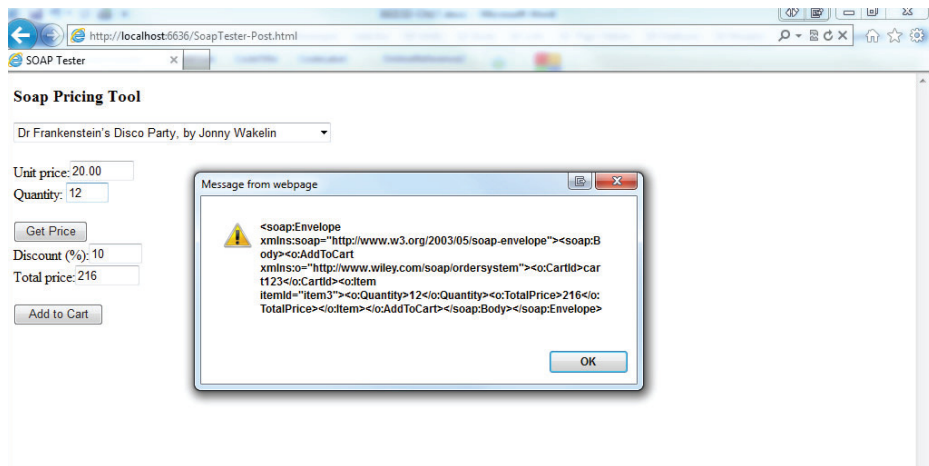 http://localhost:6636/SoapTester-Post.html
SOAP Tester
Soap Pricing Tool
Dr Frankenstein's Disco Party, by Jonny Wakelin
Unit price: 20.00
Quantity: 12
Get Price
Discount (%): 10
Total price: 216
Add to Cart
Message from webpage
<soap:Envelope
xmlns:soap="http://www.w3.org/2003/05/soap-envelope"><soap:B
ody><o:AddToCart
xmlns:o="http://www.wiley.com/soap/ordersystem"><o:CartId>car
t123</o:CartId><o:Item
itemId="item3"><o:Quantity>12</o:Quantity><o:TotalPrice>216</o:
TotalPrice></o:Item></o:AddToCart></soap:Body></soap:Envelope>
OK